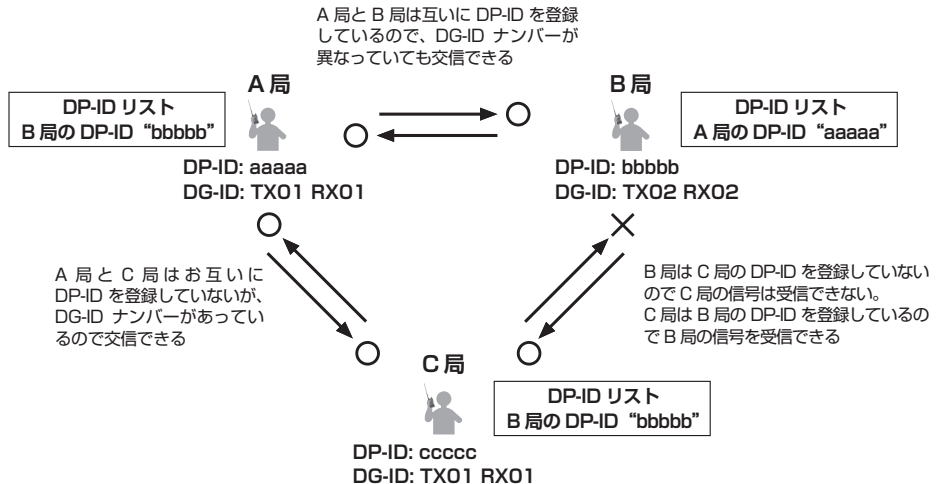 A 局と B 局は互いに DP-ID を登録
しているので、DG-ID ナンバーが
異なっていても交信できる
A 局
B 局
DP-ID リスト
B 局の DP-ID “bbbbb”
DP-ID リスト
A 局の DP-ID “aaaaa”
DP-ID: aaaaa
DG-ID: TX01 RX01
DP-ID: bbbbb
DG-ID: TX02 RX02
A 局と C 局はお互いに
DP-ID を登録していないが、
DG-ID ナンバーがあってい
るので交信できる
B 局は C 局の DP-ID を登録していない
ので C 局の信号は受信できない。
C 局は B 局の DP-ID を登録しているの
で B 局の信号を受信できる
C 局
DP-ID リスト
B 局の DP-ID “bbbbb”
DP-ID: ccccc
DG-ID: TX01 RX01